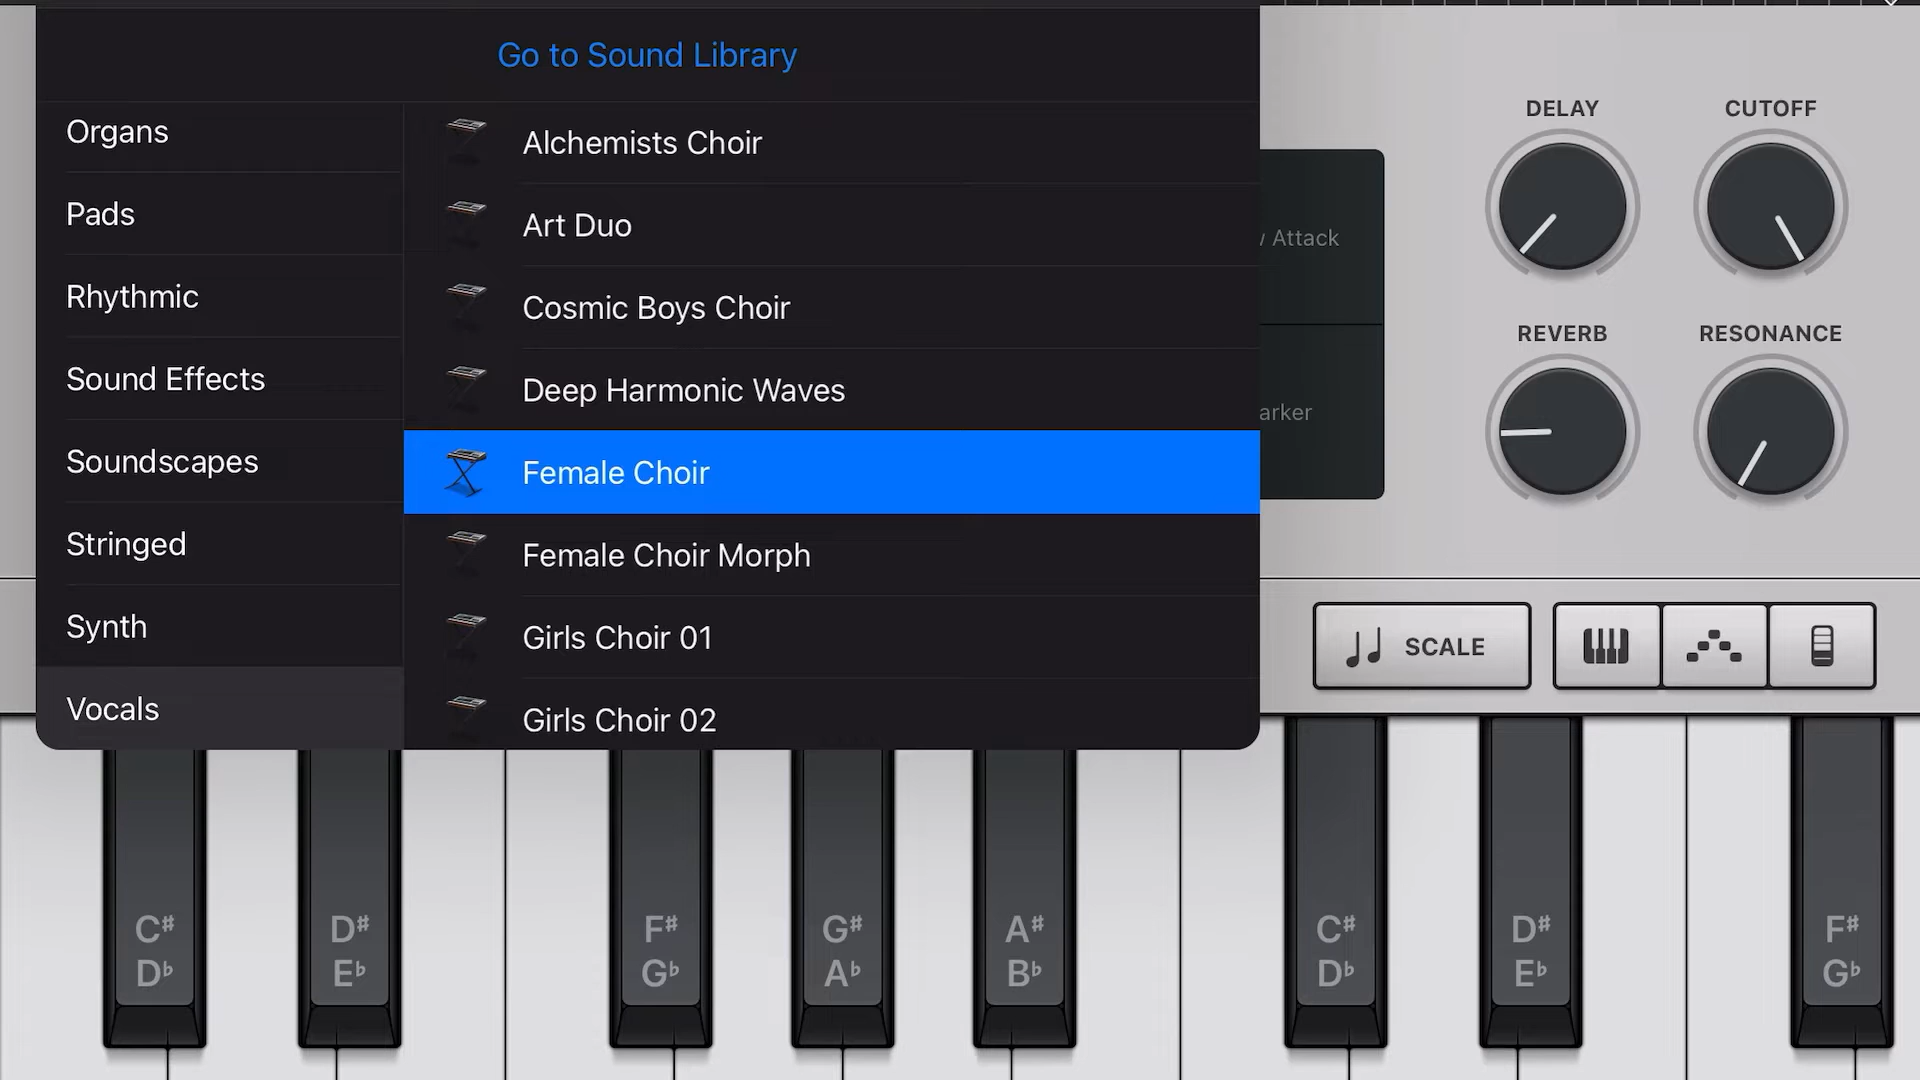 Go to Sound Library
Organs
Pads
Rhythmic
Sound Effects
Soundscapes
Stringed
Synth
Vocals
Alchemists Choir
Art Duo
Cosmic Boys Choir
Deep Harmonic Waves
Female Choir
Female Choir Morph
Girls Choir 01
Girls Choir 02
Attack
arker
DELAY
CUTOFF
REVERB
RESONANCE
SCALE
C♯ D♯ F♯ G♯ A♯ C♯ D♯ F♯
D♭ E♭ G♭ A♭ B♭ D♭ E♭ G♭